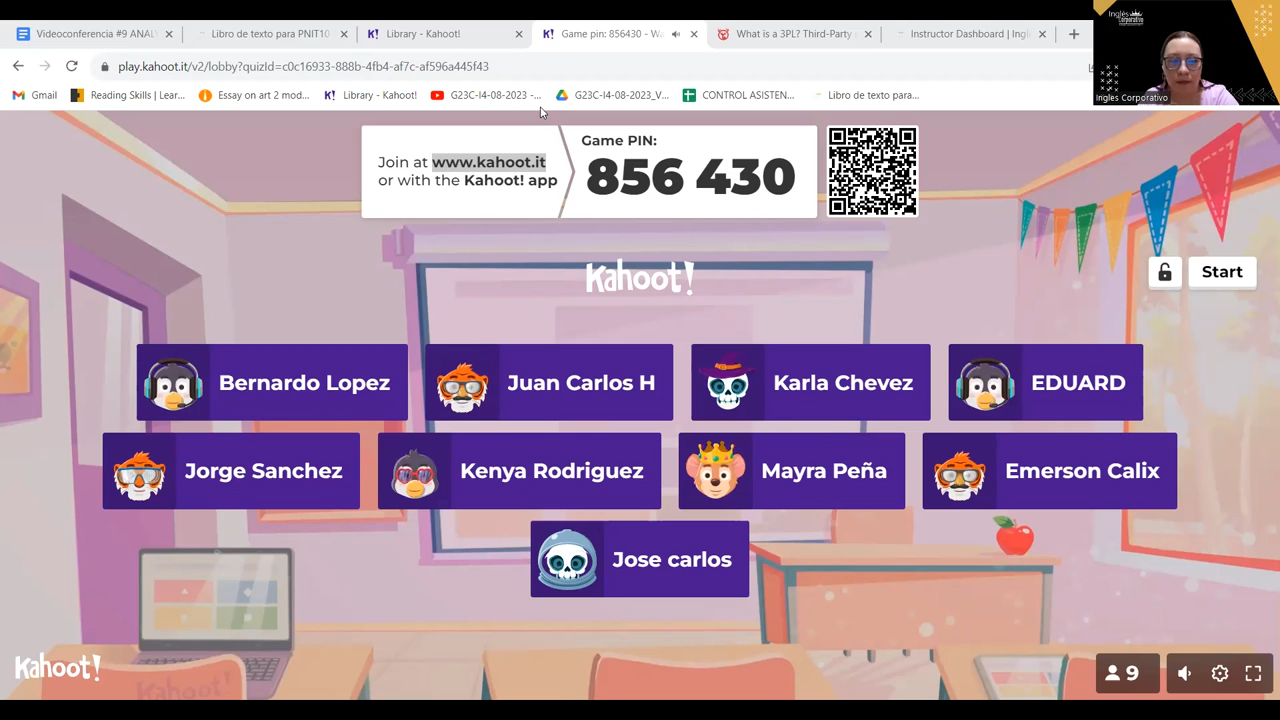 Videoconferencia #9 ANAL
Libro de texto para PNIT10
Library - Kahoot!
Game pin: 856430 - Wa
What is a 3PL? Third-Party
Instructor Dashboard | Ingl
play.kahoot.it/v2/lobby?quizId=c0c16933-888b-4fb4-af7c-af596a445f43
Gmail
Reading Skills | Lear...
Essay on art 2 mod...
Library - Kahoot!
G23C-I4-08-2023_V...
CONTROL ASISTEN...
Libro de texto para...
Inglés
Corporativo
Ingles Corporativo
Join at www.kahoot.it
or with the Kahoot! app
Game PIN:
856 430
Kahoot!
Start
Bernardo Lopez
Juan Carlos H
Karla Chevez
EDUARD
Jorge Sanchez
Kenya Rodriguez
Mayra Peña
Emerson Calix
Jose carlos
Kahoot!
Kahoot!
9